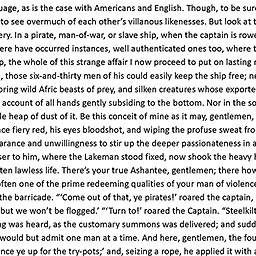 uage, as is the case with Americans and English. Though, to be sur
to see overmuch of each other's villanous likenesses. But look at t
ery. In a pirate, man-of-war, or slave ship, when the captain is rowe
ere have occurred instances, well authenticated ones too, where t
p, the whole of this strange affair I now proceed to put on lasting r
, those six-and-thirty men of his could easily keep the ship free; ne
oring wild Afric beasts of prey, and silken creatures whose exporte
account of all hands gently subsiding to the bottom. Nor in the so
le heap of dust of it. Be this conceit of mine as it may, gentlemen,
nce fiery red, his eyes bloodshot, and wiping the profuse sweat fro
arance and unwillingness to stir up the deeper passionateness in a
ser to him, where the Lakeman stood fixed, now shook the heavy h
ten lawless life. There's your true Ashantee, gentlemen; there how
often one of the prime redeeming qualities of your man of violence
the barricade. “‘Come out of that, ye pirates!’ roared the captain,
but we won't be flogged.’ “‘Turn to!’ roared the Captain. “Steelkilt
ng was heard, as the customary summons was delivered; and sudd
would but admit one man at a time. And here, gentlemen, the fou
nce ye up for the try-pots;’ and, seizing a rope, he applied it with a